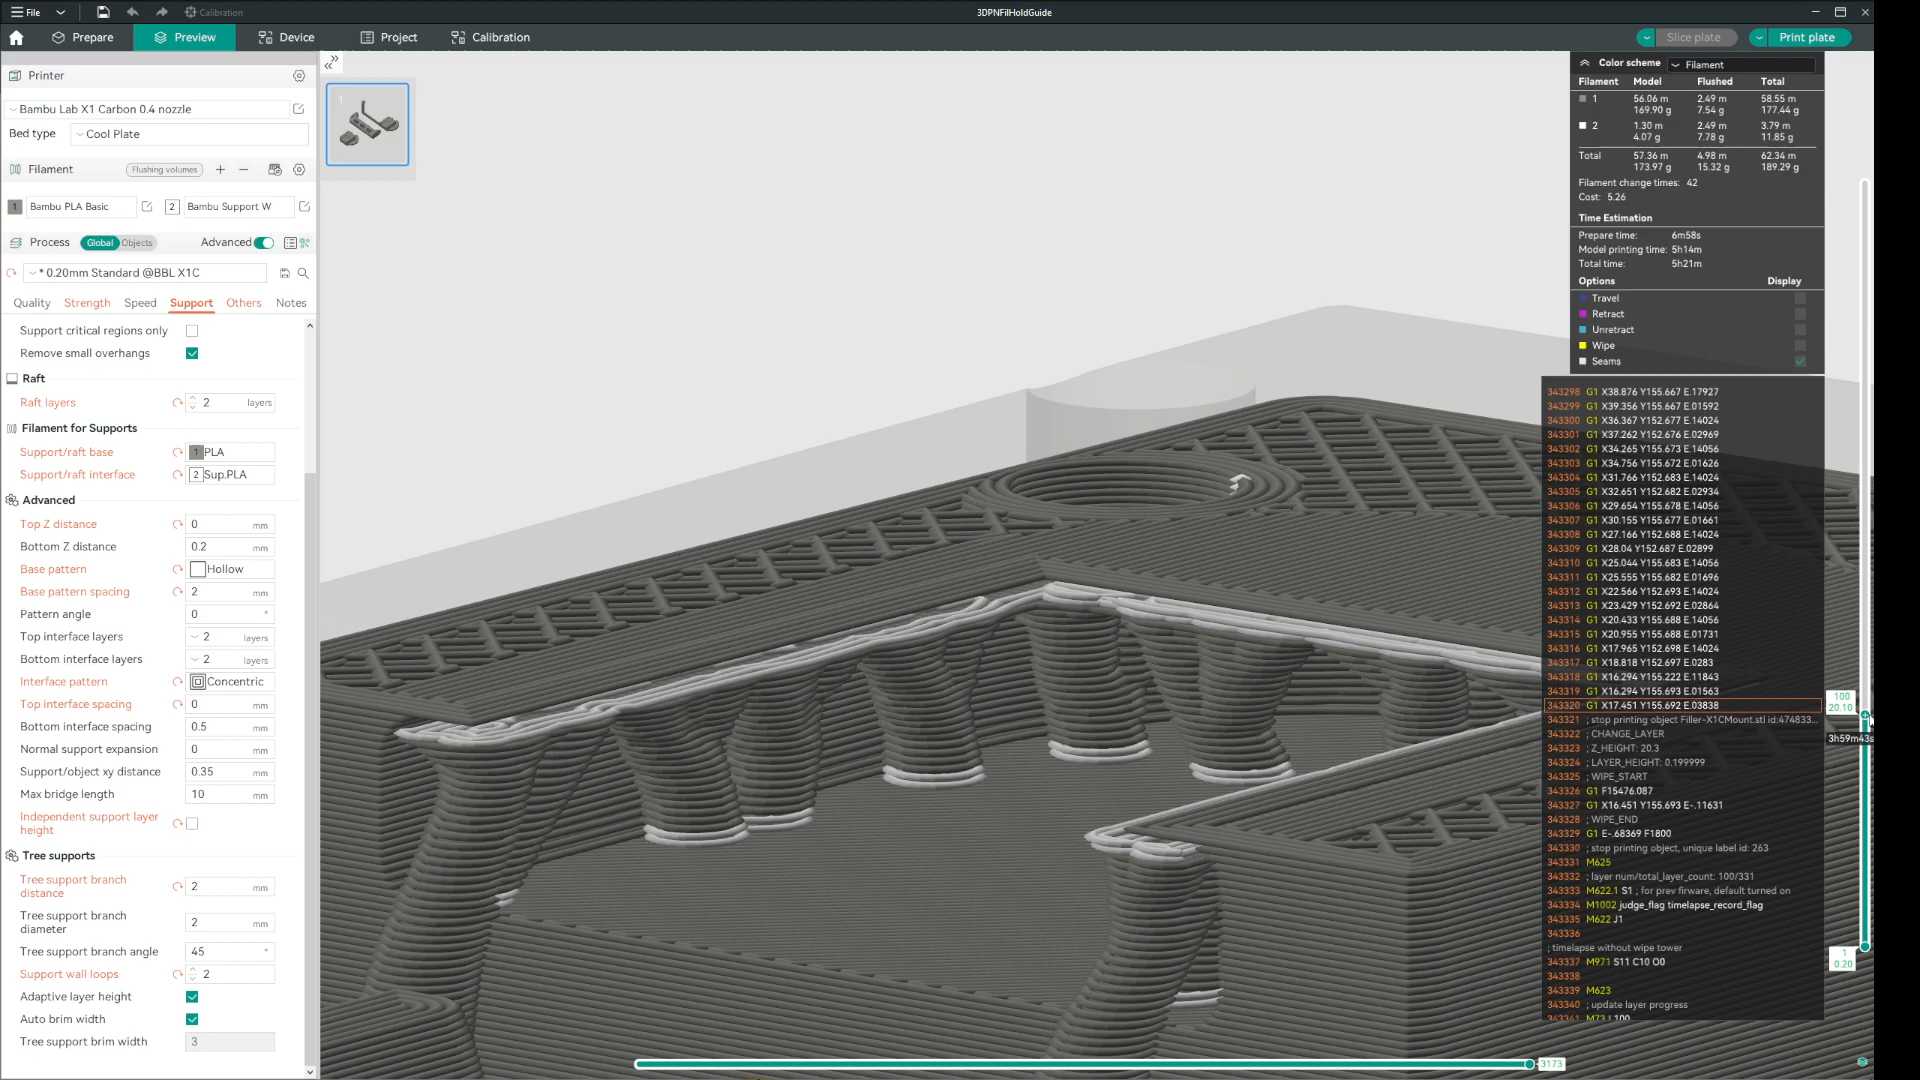 File
Calibration
3DPNFilHoldGuide
Prepare
Preview
Device
Project
Calibration
Slice plate
Print plate
Printer
Bambu Lab X1 Carbon 0.4 nozzle
Bed type
Cool Plate
Filament
Flushing volumes
1 Bambu PLA Basic
2 Bambu Support W
Process
Global
Objects
Advanced
* 0.20mm Standard @BBL X1C
Quality
Strength
Speed
Support
Others
Notes
Support critical regions only
Remove small overhangs
Raft
Raft layers 2 layers
Filament for Supports
Support/raft base 1 PLA
Support/raft interface 2 Sup.PLA
Advanced
Top Z distance 0 mm
Bottom Z distance 0.2 mm
Base pattern Hollow
Base pattern spacing 2 mm
Pattern angle 0 °
Top interface layers 2 layers
Bottom interface layers 2 layers
Interface pattern Concentric
Top interface spacing 0 mm
Bottom interface spacing 0.5 mm
Normal support expansion 0 mm
Support/object xy distance 0.35 mm
Max bridge length 10 mm
Independent support layer
height
Tree supports
Tree support branch
distance 2 mm
Tree support branch
diameter 2 mm
Tree support branch angle 45 °
Support wall loops 2
Adaptive layer height
Auto brim width
Tree support brim width 3
1
Color scheme Filament
Filament Model Flushed Total
1 56.06 m 2.49 m 58.55 m
169.90 g 7.54 g 177.44 g
2 1.30 m 2.49 m 3.79 m
4.07 g 7.78 g 11.85 g
Total 57.36 m 4.98 m 62.34 m
173.97 g 15.32 g 189.29 g
Filament change times: 42
Cost: 5.26
Time Estimation
Prepare time: 6m58s
Model printing time: 5h14m
Total time: 5h21m
Options Display
Travel
Retract
Unretract
Wipe
Seams
343298 G1 X38.876 Y155.667 E.17927
343299 G1 X39.356 Y155.667 E.01592
343300 G1 X36.367 Y152.677 E.14024
343301 G1 X37.262 Y152.676 E.02969
343302 G1 X34.265 Y155.673 E.14056
343303 G1 X34.756 Y155.672 E.01626
343304 G1 X31.766 Y152.683 E.14024
343305 G1 X32.651 Y152.682 E.02934
343306 G1 X29.654 Y155.678 E.14056
343307 G1 X30.155 Y155.677 E.01661
343308 G1 X27.166 Y152.688 E.14024
343309 G1 X28.04 Y152.687 E.02899
343310 G1 X25.044 Y155.683 E.14056
343311 G1 X25.555 Y155.682 E.01696
343312 G1 X22.566 Y152.693 E.14024
343313 G1 X23.429 Y152.692 E.02864
343314 G1 X20.433 Y155.688 E.14056
343315 G1 X20.955 Y155.688 E.01731
343316 G1 X17.965 Y152.698 E.14024
343317 G1 X18.818 Y152.697 E.0283
343318 G1 X16.294 Y155.222 E.11843
343319 G1 X16.294 Y155.693 E.01563
343320 G1 X17.451 Y155.692 E.03838
343321 ; stop printing object Filler-X1CMount.stl id:474833...
343322 ; CHANGE_LAYER
343323 ; Z_HEIGHT: 20.3
343324 ; LAYER_HEIGHT: 0.199999
343325 ; WIPE_START
343326 G1 F15476.087
343327 G1 X16.451 Y155.693 E-.11631
343328 ; WIPE_END
343329 G1 E-.68369 F1800
343330 ; stop printing object, unique label id: 263
343331 M625
343332 ; layer num/total_layer_count: 100/331
343333 M622.1 S1 ; for prev firware, default turned on
343334 M1002 judge_flag timelapse_record_flag
343335 M622 J1
343336
; timelapse without wipe tower
343337 M971 S11 C10 O0
343338
343339 M623
343340 ; update layer progress
343341 M73 L100
100
20.10
3h59m43s
1
0.20
3173